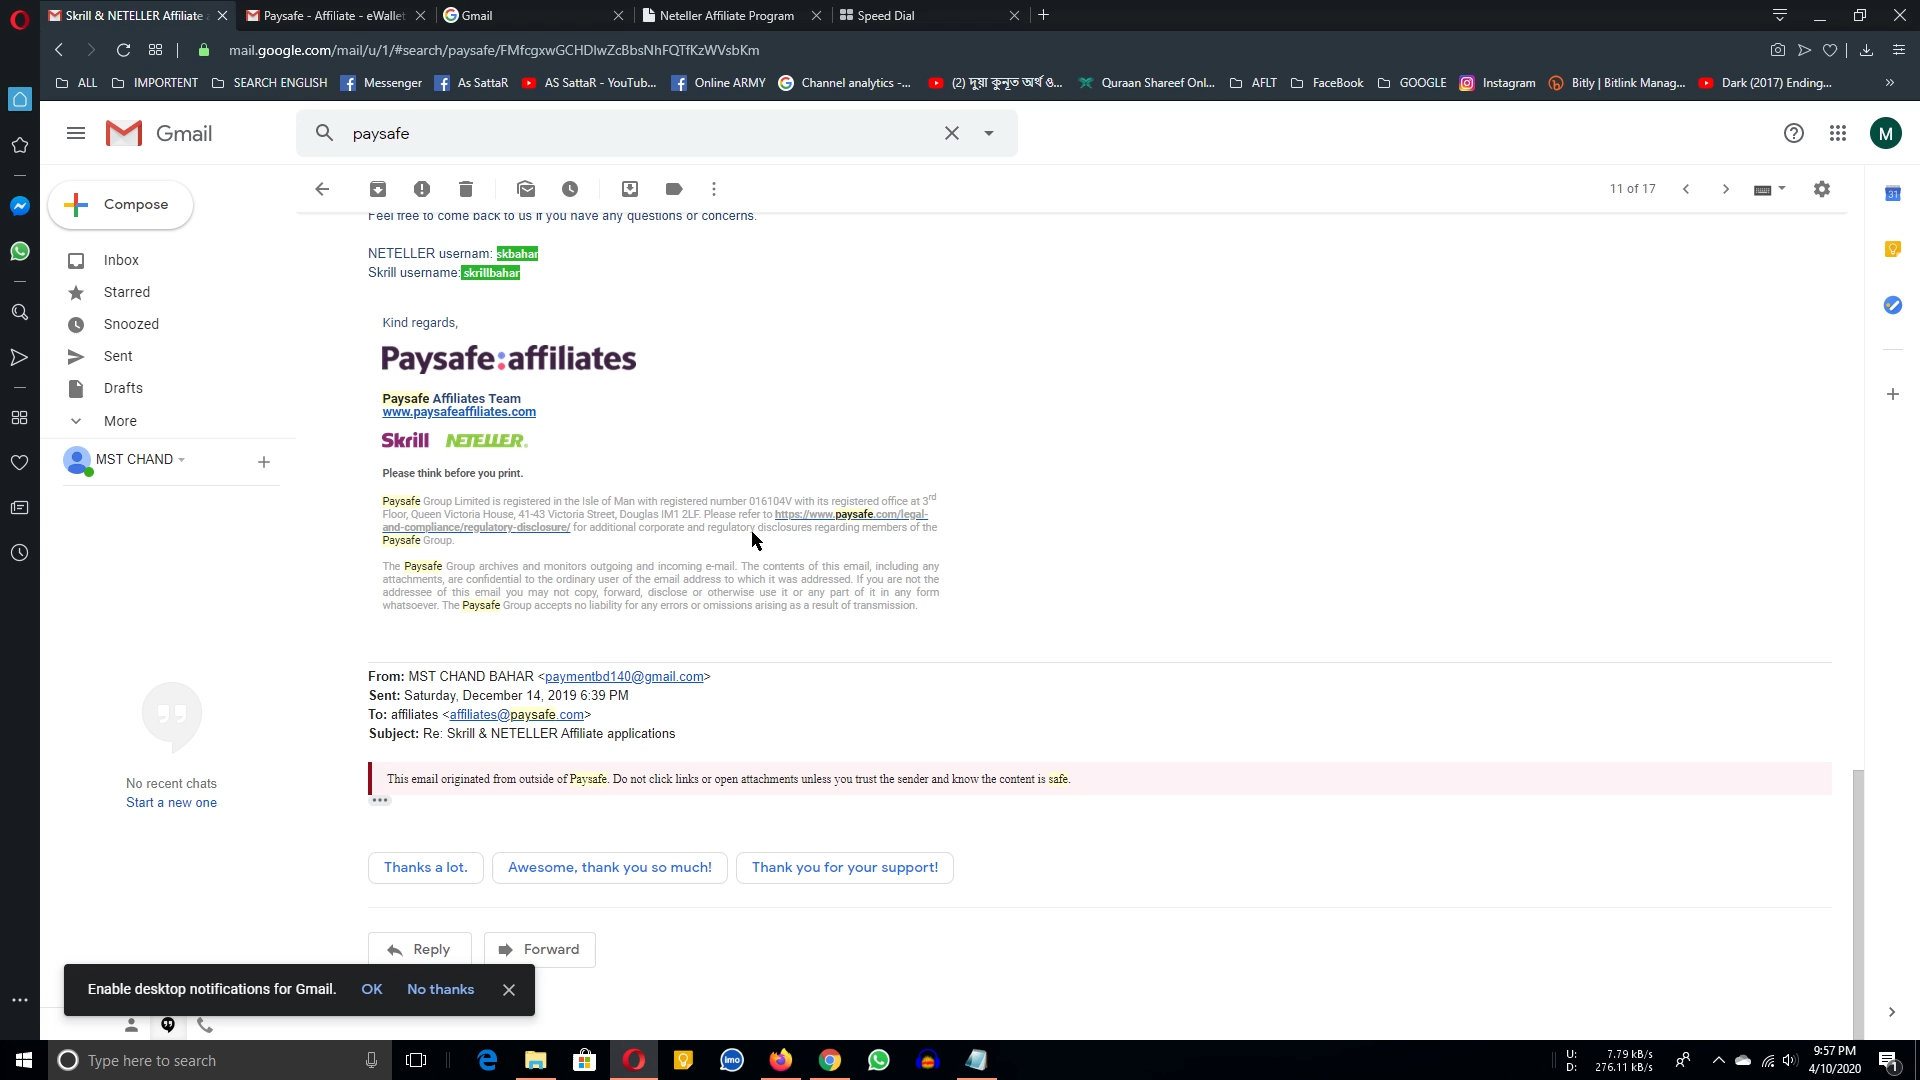 Skrill & NETELLER Affiliate a
Paysafe - Affiliate - eWallet
Gmail
Neteller Affiliate Program
Speed Dial
mail.google.com/mail/u/1/#search/paysafe/FMfcgxwGCHDlwZcBbsNhFQTfKzWVsbKm
ALL
IMPORTENT
SEARCH ENGLISH
Messenger
As SattaR
AS SattaR - YouTub...
Online ARMY
Channel analytics -...
(2) দুয়া কুনূত অর্থ ও...
Quraan Shareef Onl...
AFLT
FaceBook
GOOGLE
Instagram
Bitly | Bitlink Manag...
Dark (2017) Ending...
Gmail
paysafe
M
Compose
11 of 17
31
Inbox
Starred
Snoozed
Sent
Drafts
More
MST CHAND
No recent chats
Start a new one
Feel free to come back to us if you have any questions or concerns.
NETELLER usernam: skbahar
Skrill username: skrillbahar
Kind regards,
Paysafe:affiliates
Paysafe Affiliates Team
www.paysafeaffiliates.com
Skrill NETELLER.
Please think before you print.
Paysafe Group Limited is registered in the Isle of Man with registered number 016104V with its registered office at 3rd
Floor, Queen Victoria House, 41-43 Victoria Street, Douglas IM1 2LF. Please refer to https://www.paysafe.com/legal-
and-compliance/regulatory-disclosure/ for additional corporate and regulatory disclosures regarding members of the
Paysafe Group.
The Paysafe Group archives and monitors outgoing and incoming e-mail. The contents of this email, including any
attachments, are confidential to the ordinary user of the email address to which it was addressed. If you are not the
addressee of this email you may not copy, forward, disclose or otherwise use it or any part of it in any form
whatsoever. The Paysafe Group accepts no liability for any errors or omissions arising as a result of transmission.
From: MST CHAND BAHAR <paymentbd140@gmail.com>
Sent: Saturday, December 14, 2019 6:39 PM
To: affiliates <affiliates@paysafe.com>
Subject: Re: Skrill & NETELLER Affiliate applications
This email originated from outside of Paysafe. Do not click links or open attachments unless you trust the sender and know the content is safe.
Thanks a lot.
Awesome, thank you so much!
Thank you for your support!
Reply
Forward
Enable desktop notifications for Gmail. OK No thanks
Type here to search
imo
U: 7.79 kB/s
D: 276.11 kB/s
9:57 PM
4/10/2020
1